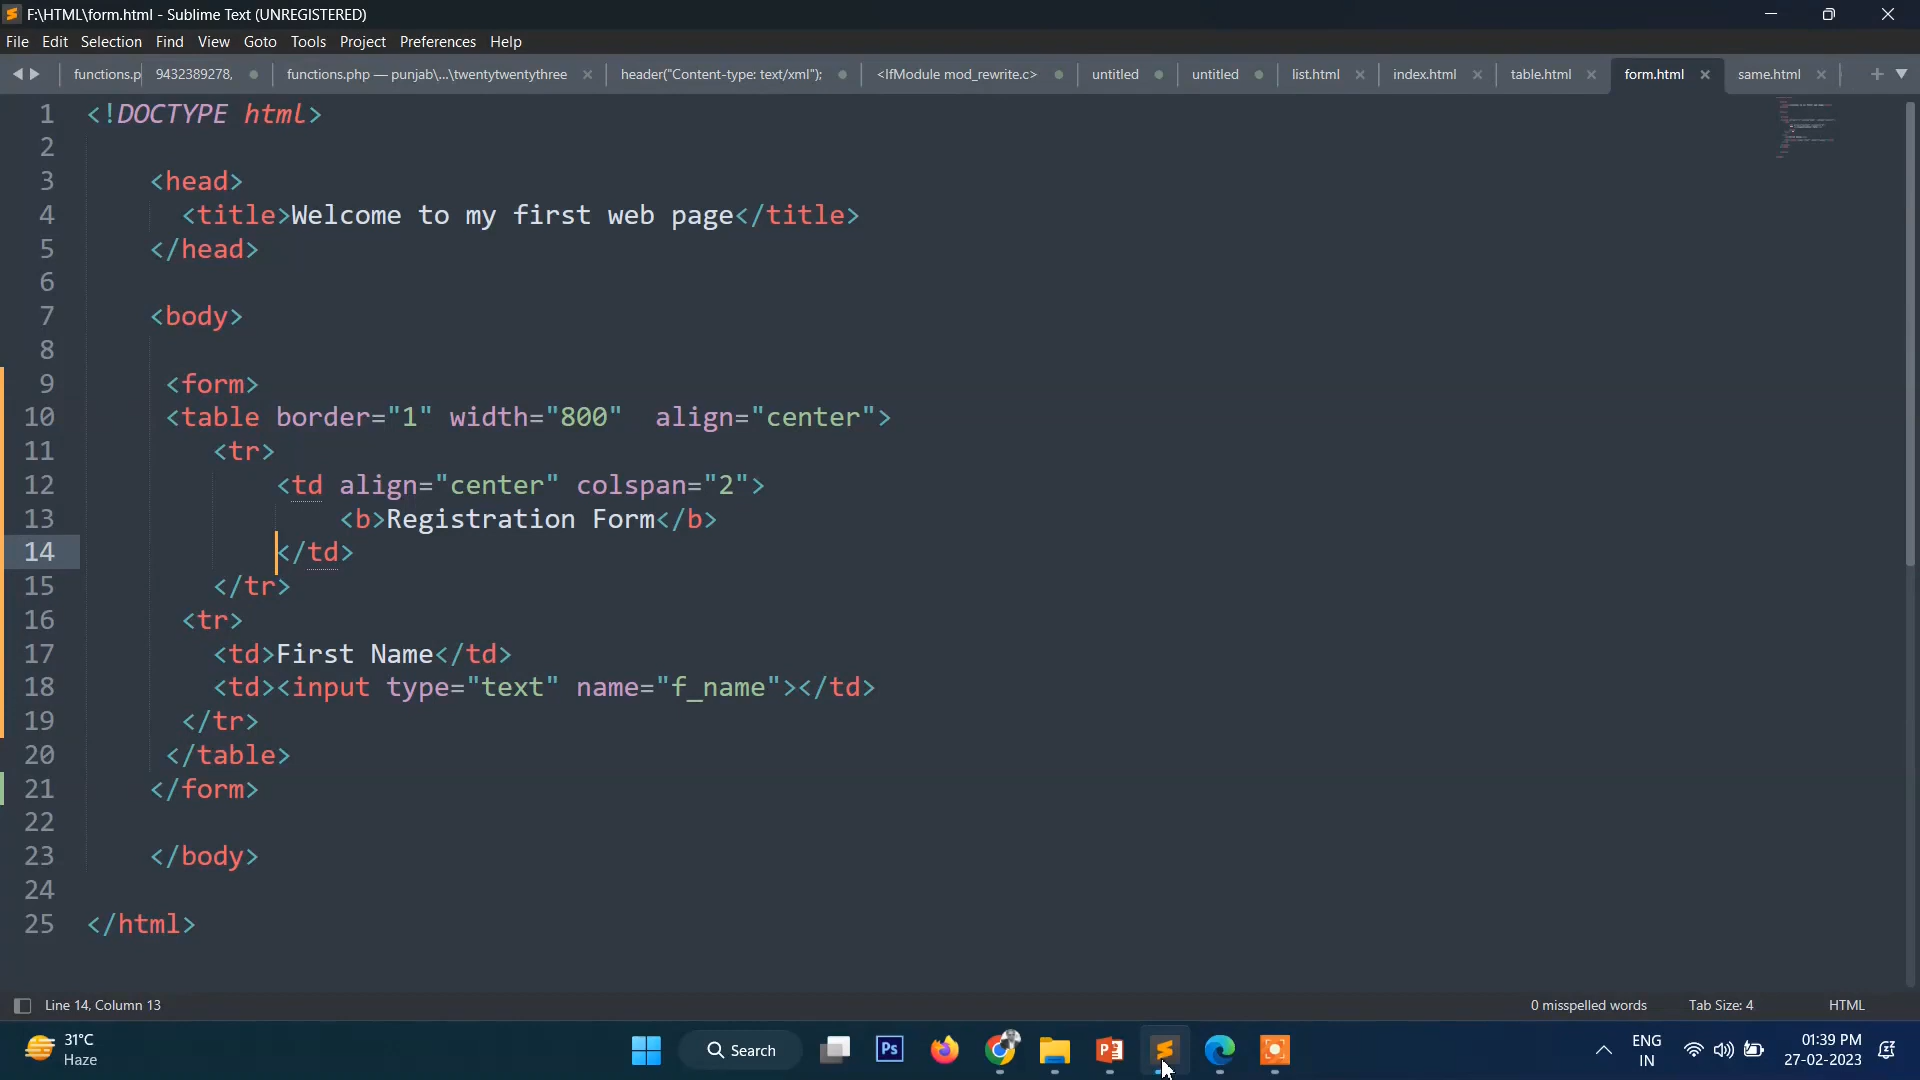 F:\HTML\form.html - Sublime Text (UNREGISTERED)
File Edit Selection Find View Goto Tools Project Preferences Help
functions.p 9432389278, functions.php — punjab\...\twentytwentythree header("Content-type: text/xml"); <IfModule mod_rewrite.c> untitled untitled list.html index.html table.html form.html same.html
1 <!DOCTYPE html>
2
3 <head>
4 <title>Welcome to my first web page</title>
5 </head>
6
7 <body>
8
9 <form>
10 <table border="1" width="800"  align="center">
11 <tr>
12 <td align="center" colspan="2">
13 <b>Registration Form</b>
14 </td>
15 </tr>
16 <tr>
17 <td>First Name</td>
18 <td><input type="text" name="f_name"></td>
19 </tr>
20 </table>
21 </form>
22
23 </body>
24
25 </html>
Line 14, Column 13 0 misspelled words Tab Size: 4 HTML
31°C
Haze
Search
Ps
ENG
IN
01:39 PM
27-02-2023